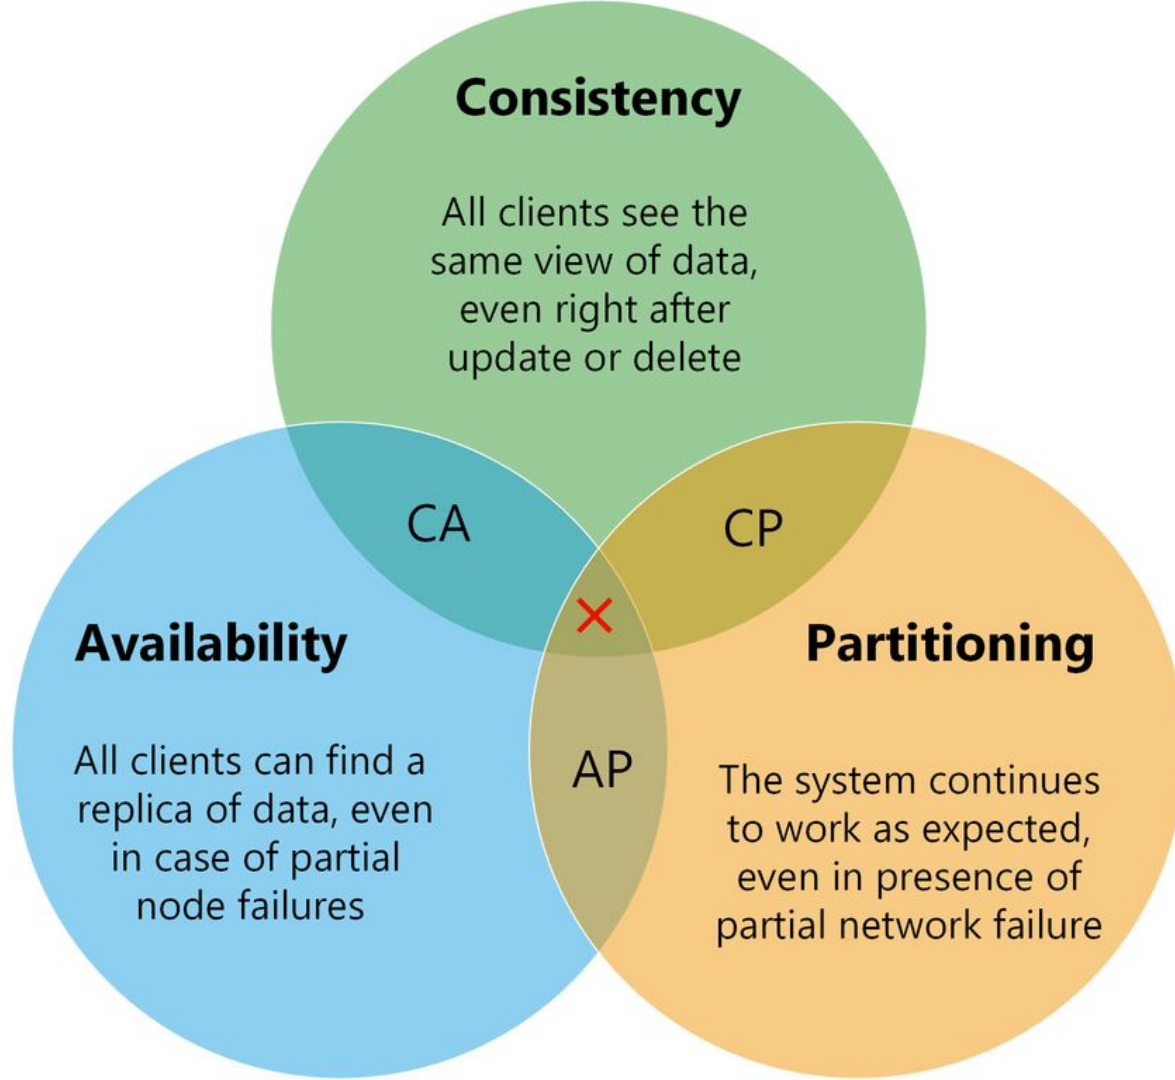 Consistency
All clients see the
same view of data,
even right after
update or delete
CA
CP
Availability
All clients can find a
replica of data, even
in case of partial
node failures
AP
Partitioning
The system continues
to work as expected,
even in presence of
partial network failure